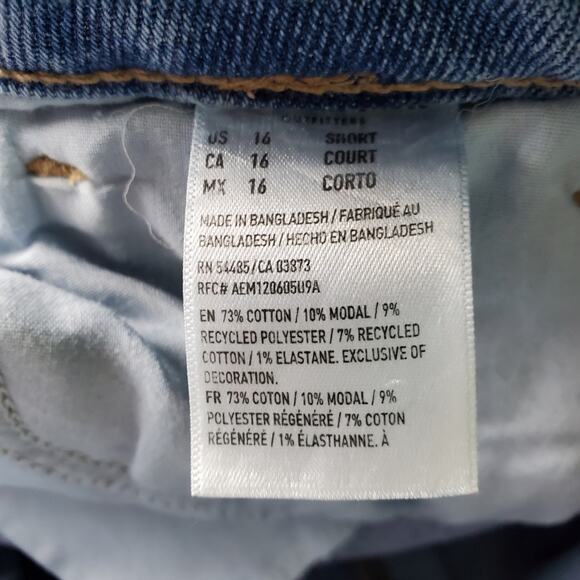 OUTFITTERS
US 16 SHORT
CA 16 COURT
MX 16 CORTO
MADE IN BANGLADESH / FABRIQUÉ AU
BANGLADESH / HECHO EN BANGLADESH
RN 54485/CA 03873
RFC# AEM120605U9A
EN 73% COTTON / 10% MODAL / 9%
RECYCLED POLYESTER / 7% RECYCLED
COTTON / 1% ELASTANE. EXCLUSIVE OF
DECORATION.
FR 73% COTON / 10% MODAL / 9%
POLYESTER RÉGÉNÉRÉ / 7% COTON
RÉGÉNÉRÉ / 1% ÉLASTHANNE. À